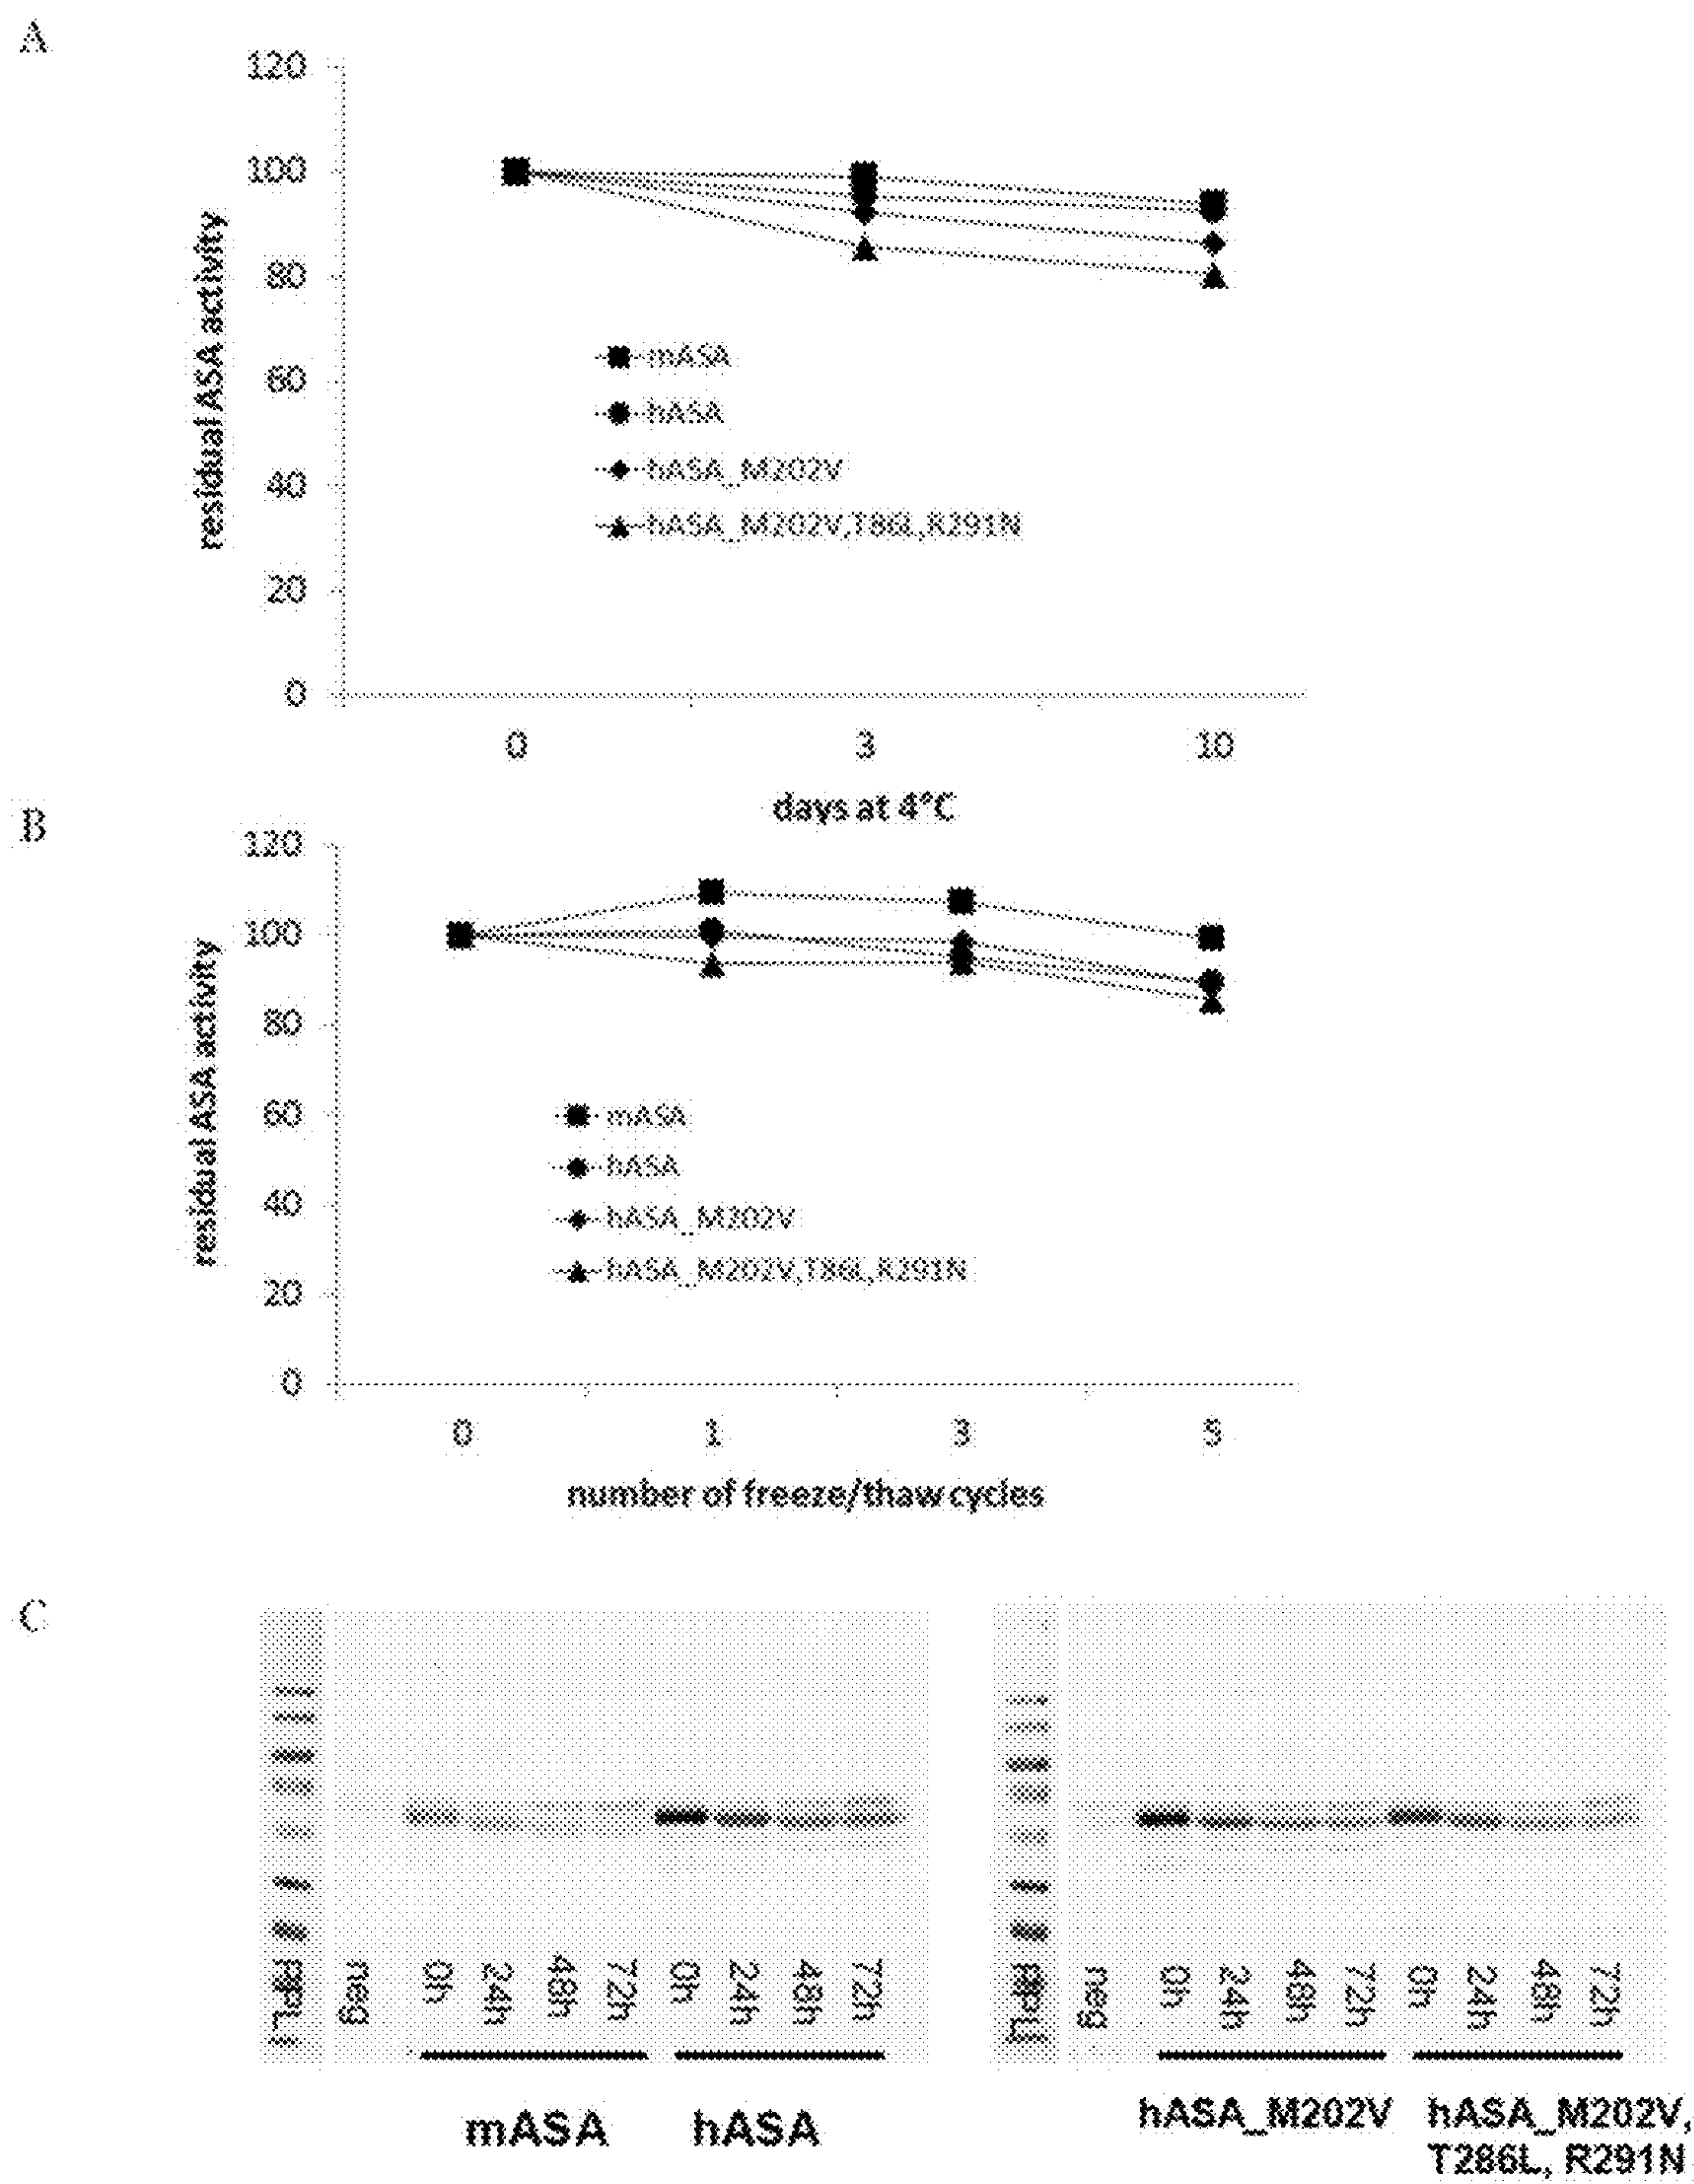 A
120
100
80
60
40
20
0
residual ASA activity
mASA
hASA
hASA_M202V
hASA_M202V,T86L,R291N
0 3 10
days at 4°C
B
120
100
80
60
40
20
0
residual ASA activity
mASA
hASA
hASA_M202V
hASA_M202V,T86L,R291N
0 1 3 5
number of freeze/thaw cycles
C
neg 0h 24h 48h 72h 0h 24h 48h 72h
mASA hASA
neg 0h 24h 48h 72h 0h 24h 48h 72h
hASA_M202V hASA_M202V,
T286L, R291N